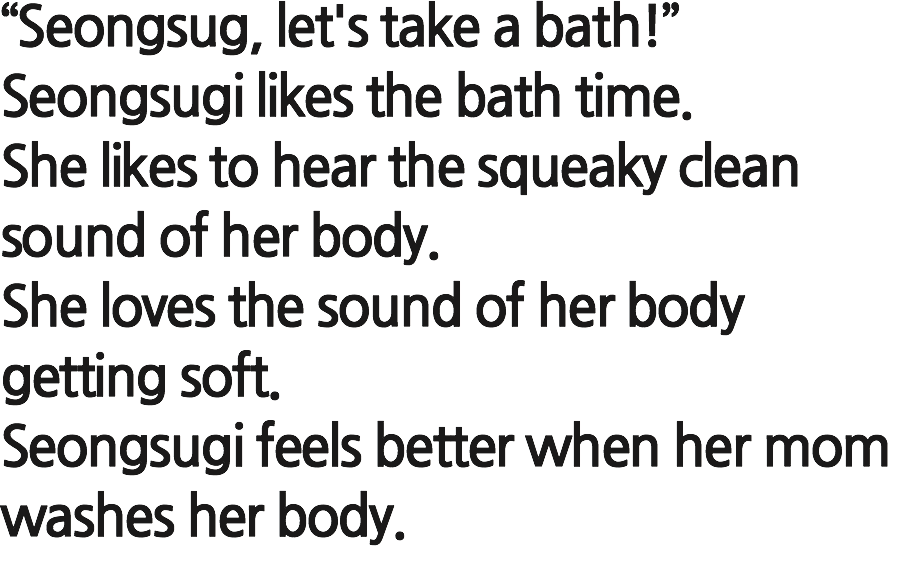 “Seongsug, let's take a bath!”
Seongsugi likes the bath time.
She likes to hear the squeaky clean
sound of her body.
She loves the sound of her body
getting soft.
Seongsugi feels better when her mom
washes her body.